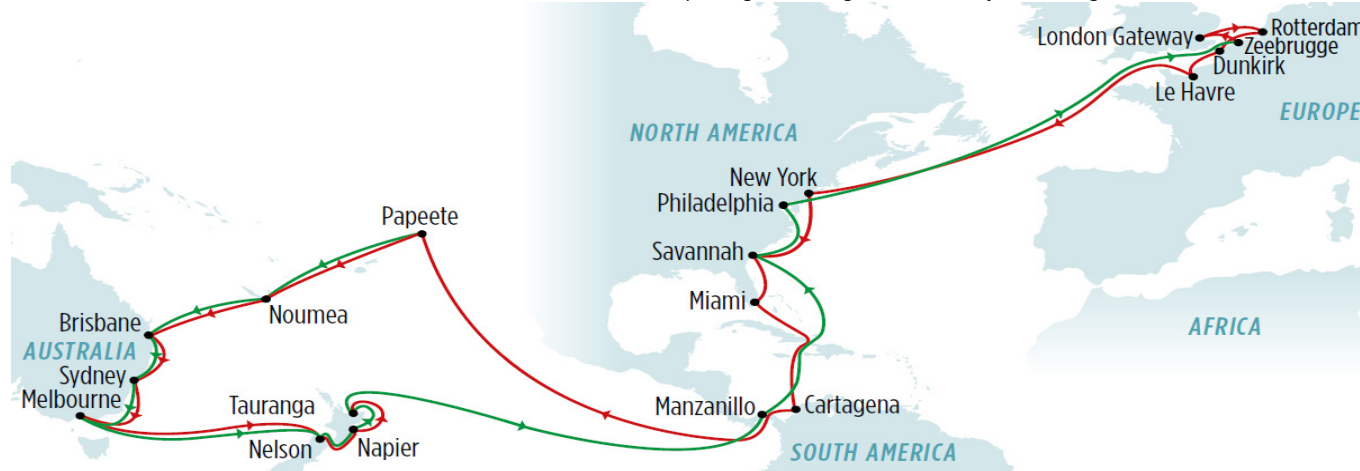 London Gateway
Rotterdam
Zeebrugge
Dunkirk
Le Havre
EUROPE
NORTH AMERICA
New York
Philadelphia
Papeete
Savannah
Miami
Noumea
Brisbane
AUSTRALIA
AFRICA
Sydney
Melbourne
Tauranga
Manzanillo
Cartagena
Nelson
Napier
SOUTH AMERICA